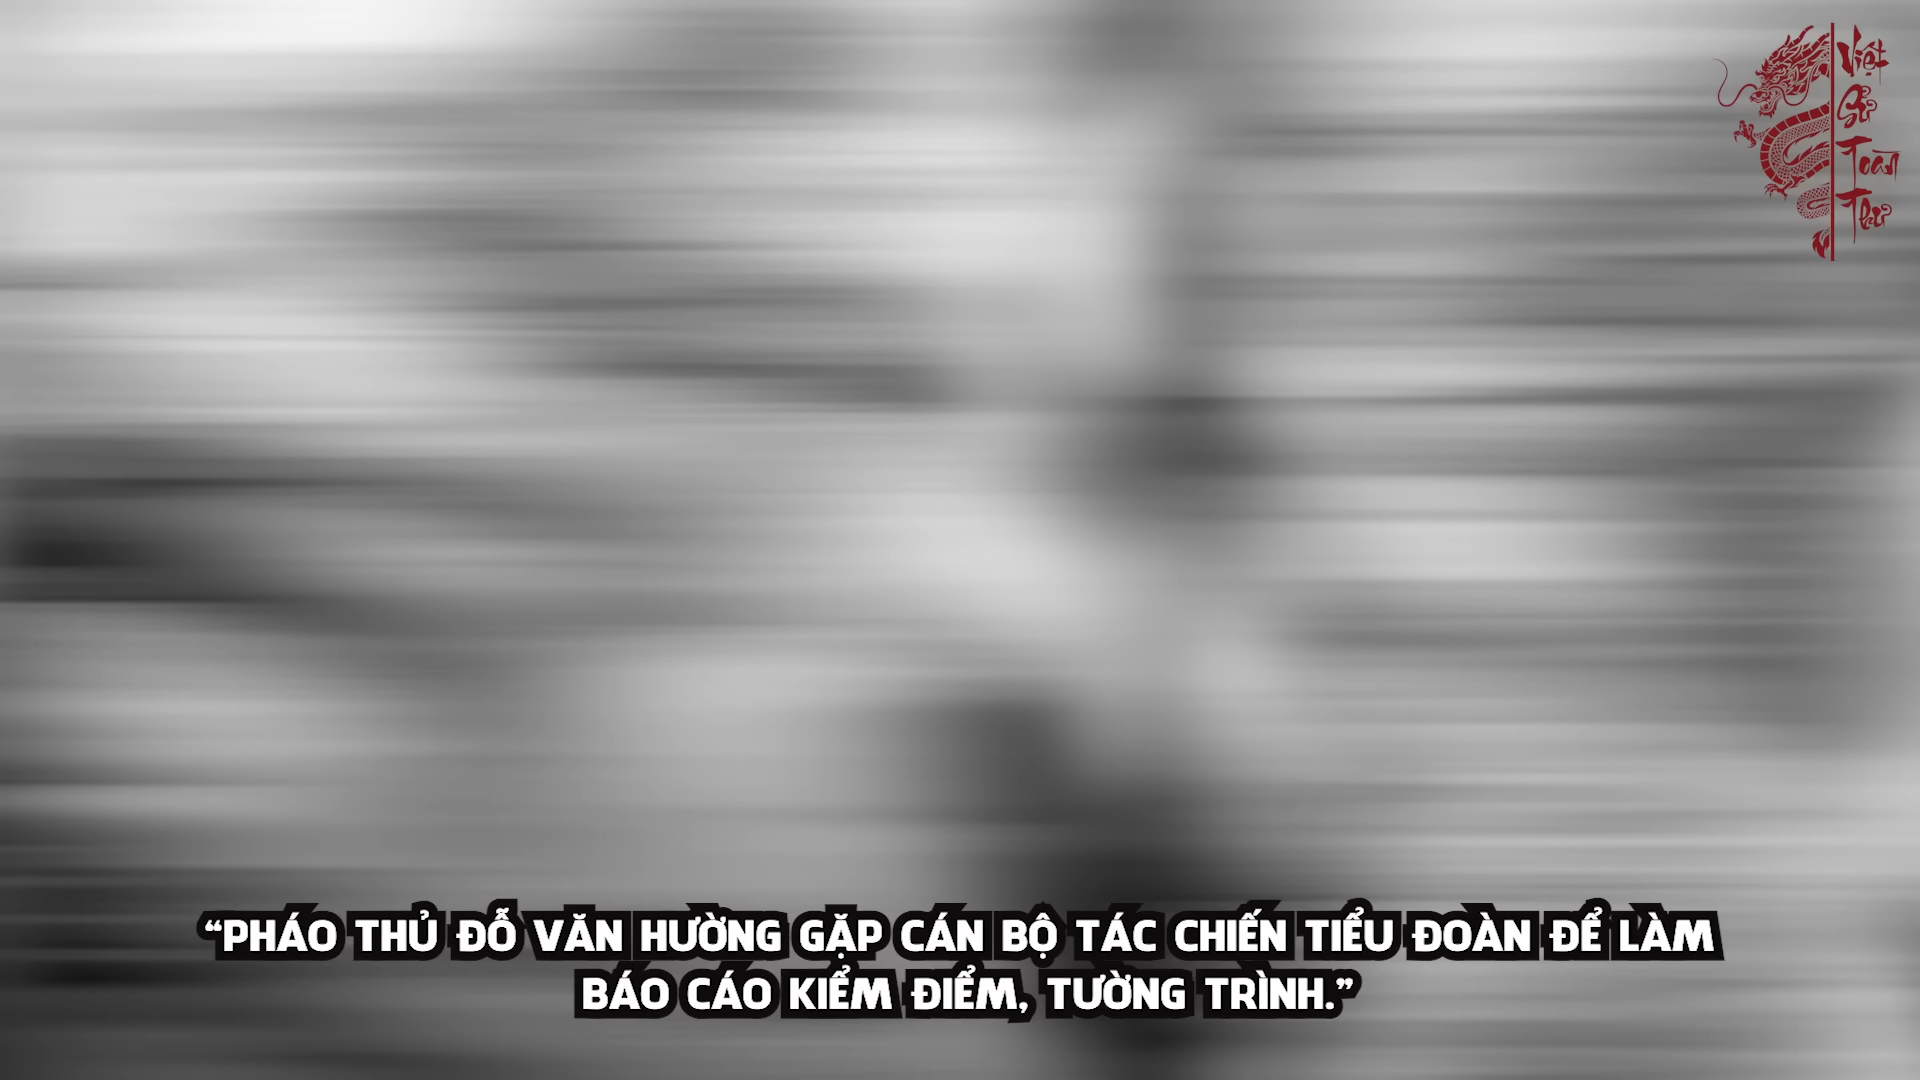 Việt
Sử
Toàn
Thư
“PHÁO THỦ ĐỖ VĂN HƯỜNG GẶP CÁN BỘ TÁC CHIẾN TIỂU ĐOÀN ĐỂ LÀM
BÁO CÁO KIỂM ĐIỂM, TƯỜNG TRÌNH.”